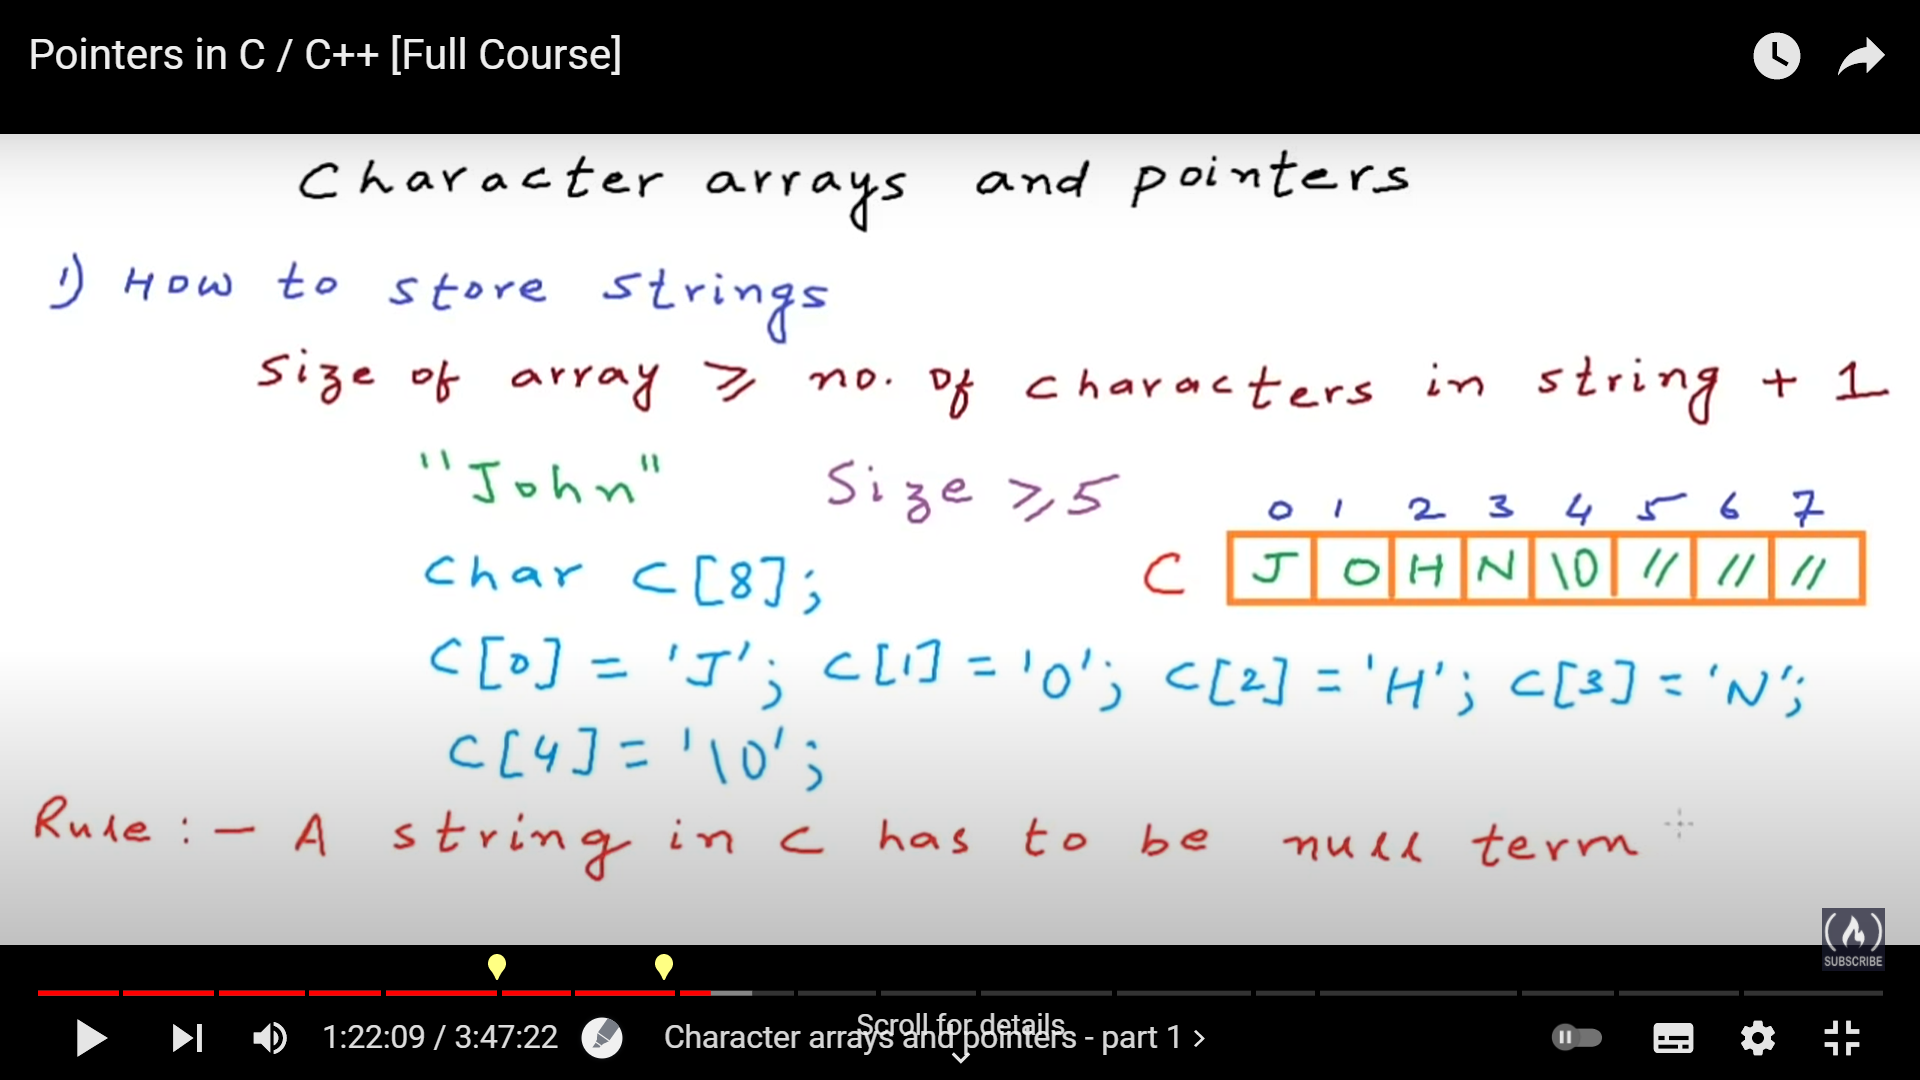 Pointers in C / C++ [Full Course]
Character arrays and pointers
1) How to store strings
Size of array ≥ no. of characters in string + 1
"John" Size ≥ 5
0 1 2 3 4 5 6 7
Char C[8]; C J O H N \0 // // //
C[0] = 'J'; C[1] = 'O'; C[2] = 'H'; C[3] = 'N';
C[4] = '\0';
Rule :- A string in C has to be null term
SUBSCRIBE
Scroll for details
1:22:09 / 3:47:22 Character arrays and pointers - part 1 >